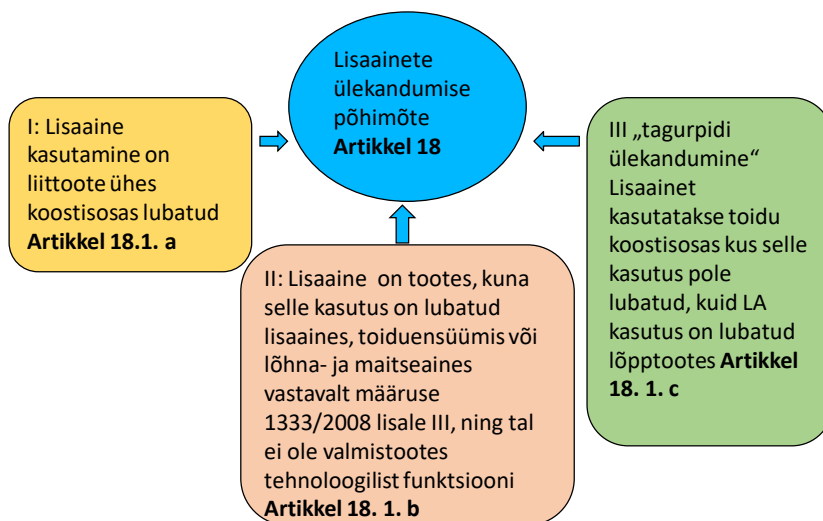 Lisaainete
ülekandumise
põhimõte
Artikkel 18
I: Lisaaine
kasutamine on
liittoote ühes
koostisosas lubatud
Artikkel 18.1. a
II: Lisaaine on tootes, kuna
selle kasutus on lubatud
lisaaines, toiduensüümis või
lõhna- ja maitseaines
vastavalt määruse
1333/2008 lisale III, ning tal
ei ole valmistootes
tehnoloogilist funktsiooni
Artikkel 18. 1. b
III „tagurpidi
ülekandumine“
Lisaainet
kasutatakse toidu
koostisosas kus selle
kasutus pole
lubatud, kuid LA
kasutus on lubatud
lõpptootes Artikkel
18. 1. c